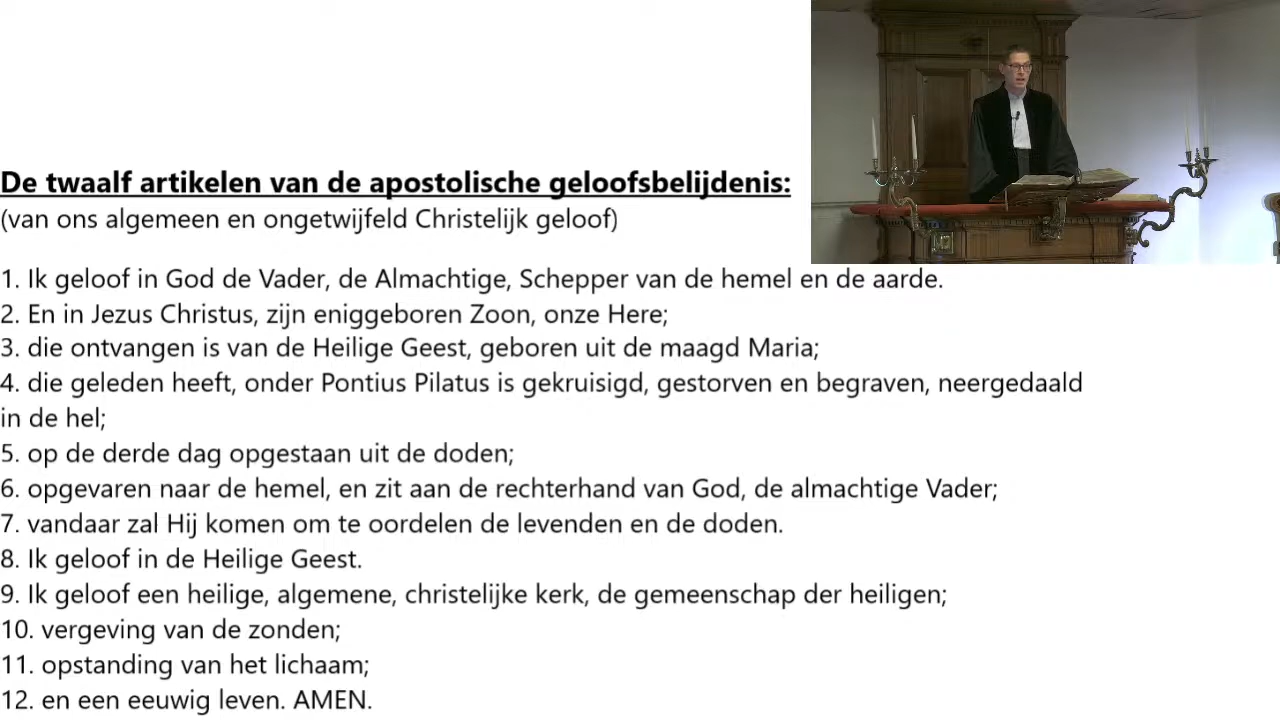 De twaalf artikelen van de apostolische geloofsbelijdenis:
(van ons algemeen en ongetwijfeld Christelijk geloof)
1. Ik geloof in God de Vader, de Almachtige, Schepper van de hemel en de aarde.
2. En in Jezus Christus, zijn eniggeboren Zoon, onze Here;
3. die ontvangen is van de Heilige Geest, geboren uit de maagd Maria;
4. die geleden heeft, onder Pontius Pilatus is gekruisigd, gestorven en begraven, neergedaald
in de hel;
5. op de derde dag opgestaan uit de doden;
6. opgevaren naar de hemel, en zit aan de rechterhand van God, de almachtige Vader;
7. vandaar zal Hij komen om te oordelen de levenden en de doden.
8. Ik geloof in de Heilige Geest.
9. Ik geloof een heilige, algemene, christelijke kerk, de gemeenschap der heiligen;
10. vergeving van de zonden;
11. opstanding van het lichaam;
12. en een eeuwig leven. AMEN.